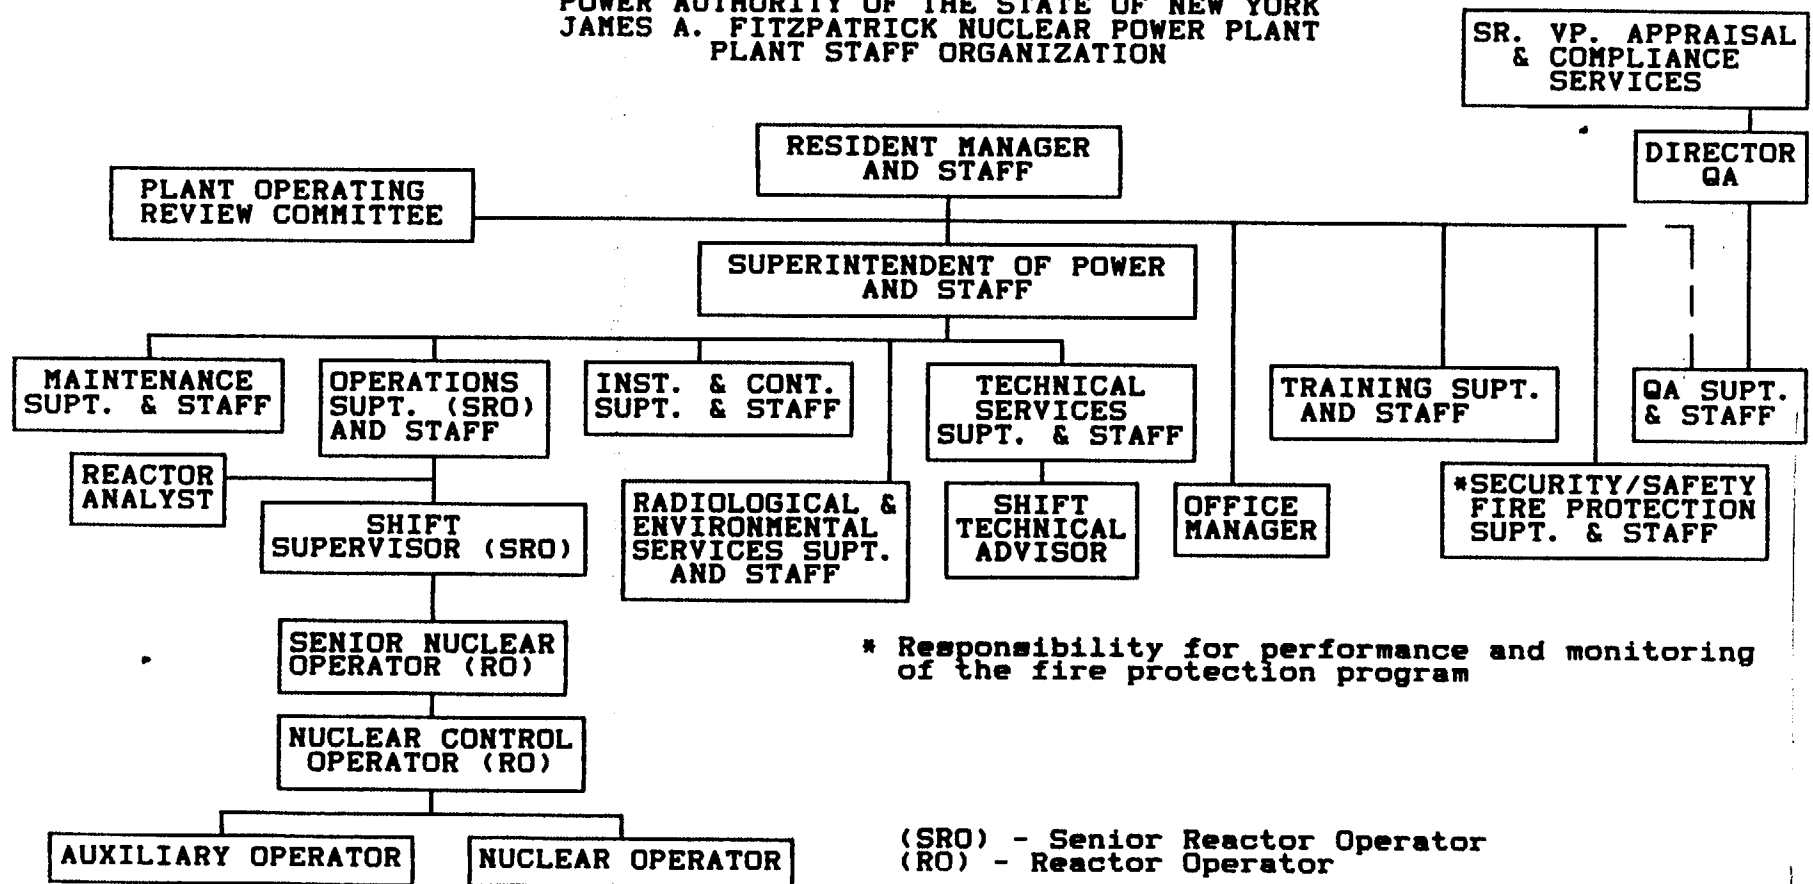 POWER AUTHORITY OF THE STATE OF NEW YORK
JAMES A. FITZPATRICK NUCLEAR POWER PLANT
PLANT STAFF ORGANIZATION
SR. VP. APPRAISAL
& COMPLIANCE
SERVICES
RESIDENT MANAGER
AND STAFF
DIRECTOR
QA
PLANT OPERATING
REVIEW COMMITTEE
SUPERINTENDENT OF POWER
AND STAFF
MAINTENANCE
SUPT. & STAFF
OPERATIONS
SUPT. (SRO)
AND STAFF
INST. & CONT.
SUPT. & STAFF
TECHNICAL
SERVICES
SUPT. & STAFF
TRAINING SUPT.
AND STAFF
QA SUPT.
& STAFF
REACTOR
ANALYST
SHIFT
SUPERVISOR (SRO)
RADIOLOGICAL &
ENVIRONMENTAL
SERVICES SUPT.
AND STAFF
SHIFT
TECHNICAL
ADVISOR
OFFICE
MANAGER
*SECURITY/SAFETY
FIRE PROTECTION
SUPT. & STAFF
SENIOR NUCLEAR
OPERATOR (RO)
* Responsibility for performance and monitoring
of the fire protection program
NUCLEAR CONTROL
OPERATOR (RO)
AUXILIARY OPERATOR
NUCLEAR OPERATOR
(SRO) - Senior Reactor Operator
(RO) - Reactor Operator